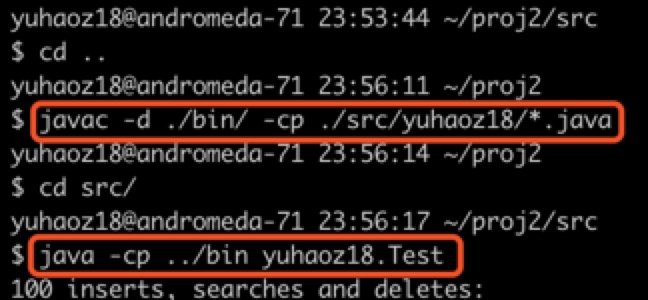 yuhaoz18@andromeda-71 23:53:44 ~/proj2/src
$ cd ..
yuhaoz18@andromeda-71 23:56:11 ~/proj2
$ javac -d ./bin/ -cp ./src/yuhaoz18/*.java
yuhaoz18@andromeda-71 23:56:14 ~/proj2
$ cd src/
yuhaoz18@andromeda-71 23:56:17 ~/proj2/src
$ java -cp ../bin yuhaoz18.Test
100 inserts, searches and deletes: